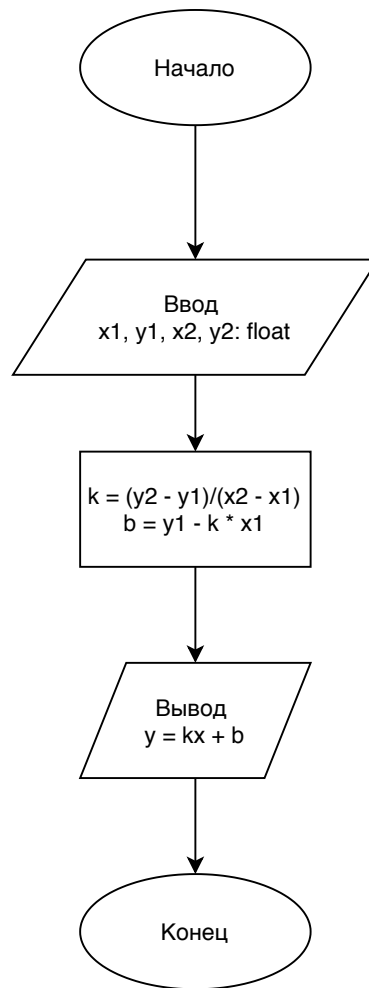 Начало
Ввод
x1, y1, x2, y2: float
k = (y2 - y1)/(x2 - x1)
b = y1 - k * x1
Вывод
y = kx + b
Конец